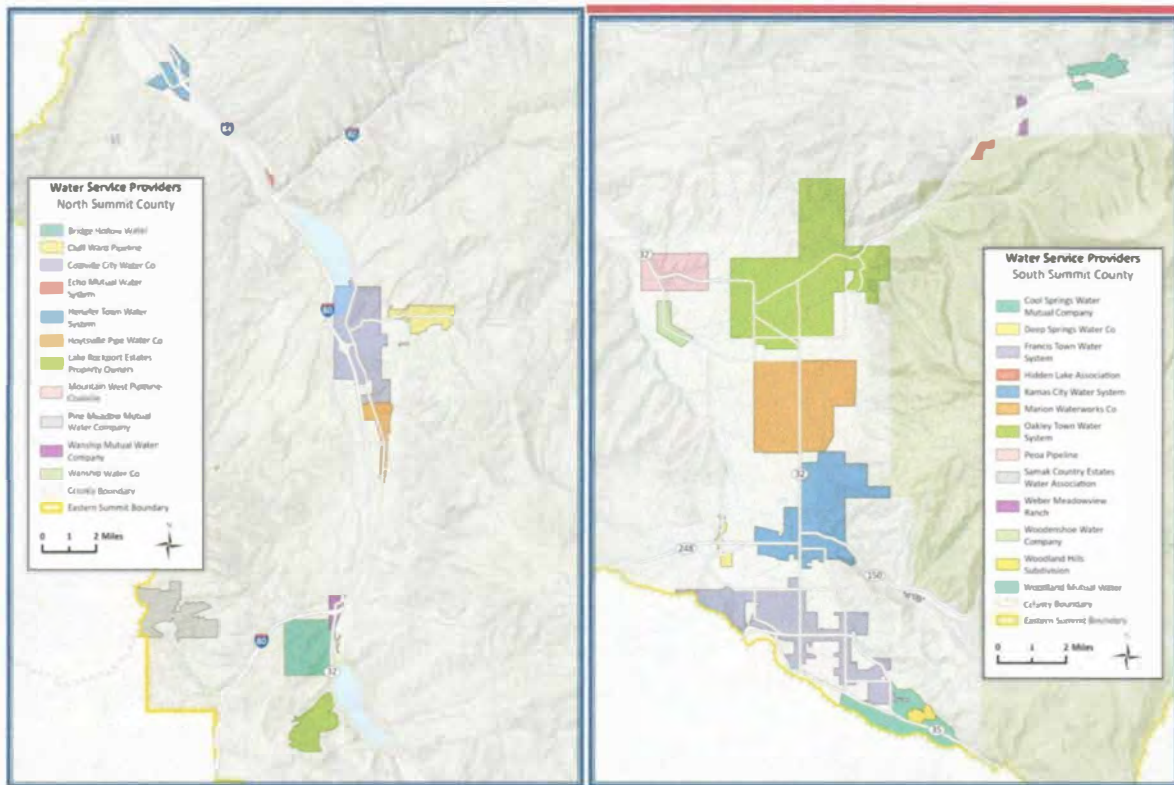 84
80
Water Service Providers
North Summit County
Bridge Hollow Water
Cluff Ward Pipeline
Coalville City Water Co
Echo Mutual Water
System
Henefer Town Water
System
Hoytsville Pipe Water Co
Lake Rockport Estates
Property Owners
Mountain West Pipeline
Pine Meadow Mutual
Water Company
Wanship Mutual Water
Company
Wanship Water Co
County Boundary
Eastern Summit Boundary
0 1 2 Miles
N
80
80
32
Water Service Providers
South Summit County
Cool Springs Water
Mutual Company
Deep Springs Water Co
Francis Town Water
System
Hidden Lake Association
Kamas City Water System
Marion Waterworks Co
Oakley Town Water
System
Peoa Pipeline
Samak Country Estates
Water Association
Weber Meadowview
Ranch
Woodenshoe Water
Company
Woodland Hills
Subdivision
Woodland Mutual Water
County Boundary
Eastern Summit Boundary
0 1 2 Miles
N
32
32
248
150
35